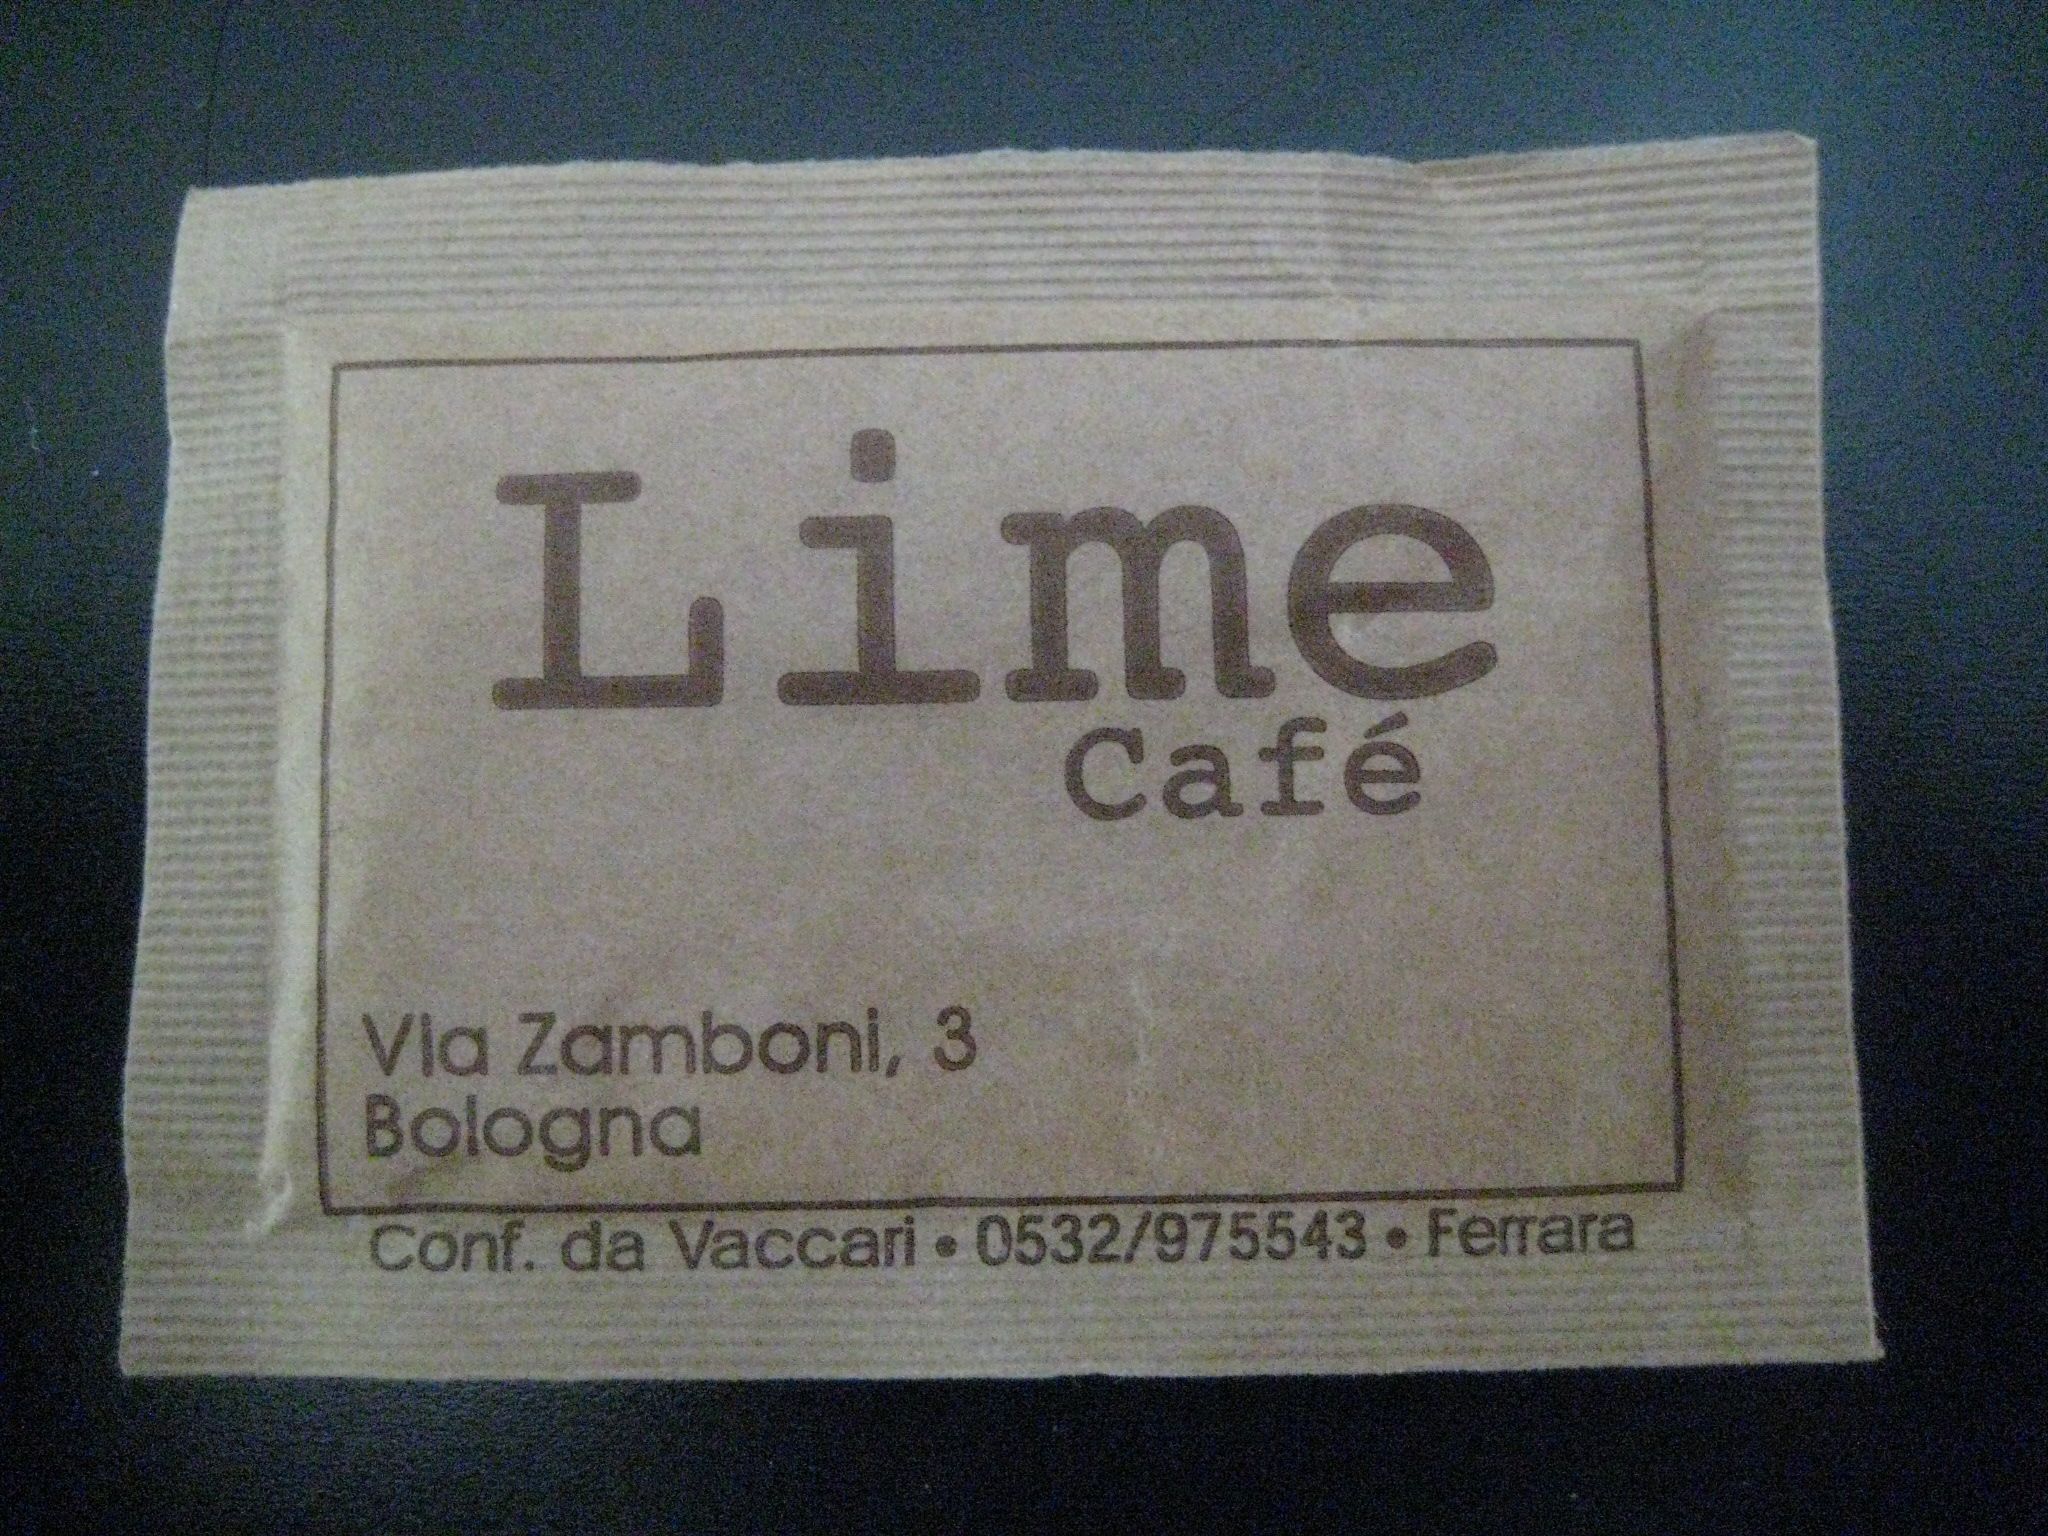 Lime
Café
Via Zamboni, 3
Bologna
Conf. da Vaccari • 0532/975543 • Ferrara